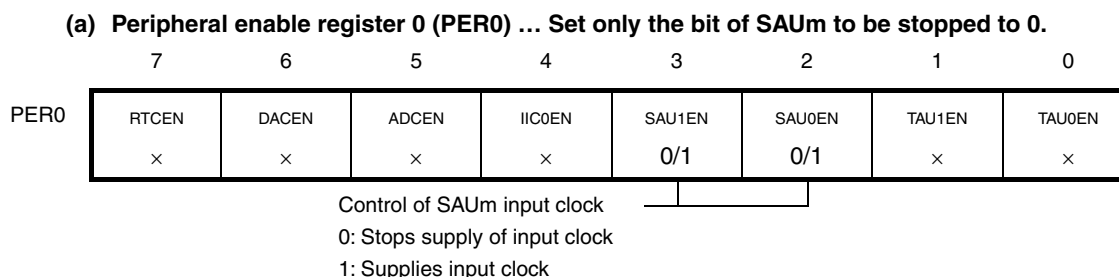 (a) Peripheral enable register 0 (PER0) … Set only the bit of SAUm to be stopped to 0.
7 6 5 4 3 2 1 0
PER0 RTCEN DACEN ADCEN IIC0EN SAU1EN SAU0EN TAU1EN TAU0EN
× × × × 0/1 0/1 × ×
Control of SAUm input clock
0: Stops supply of input clock
1: Supplies input clock